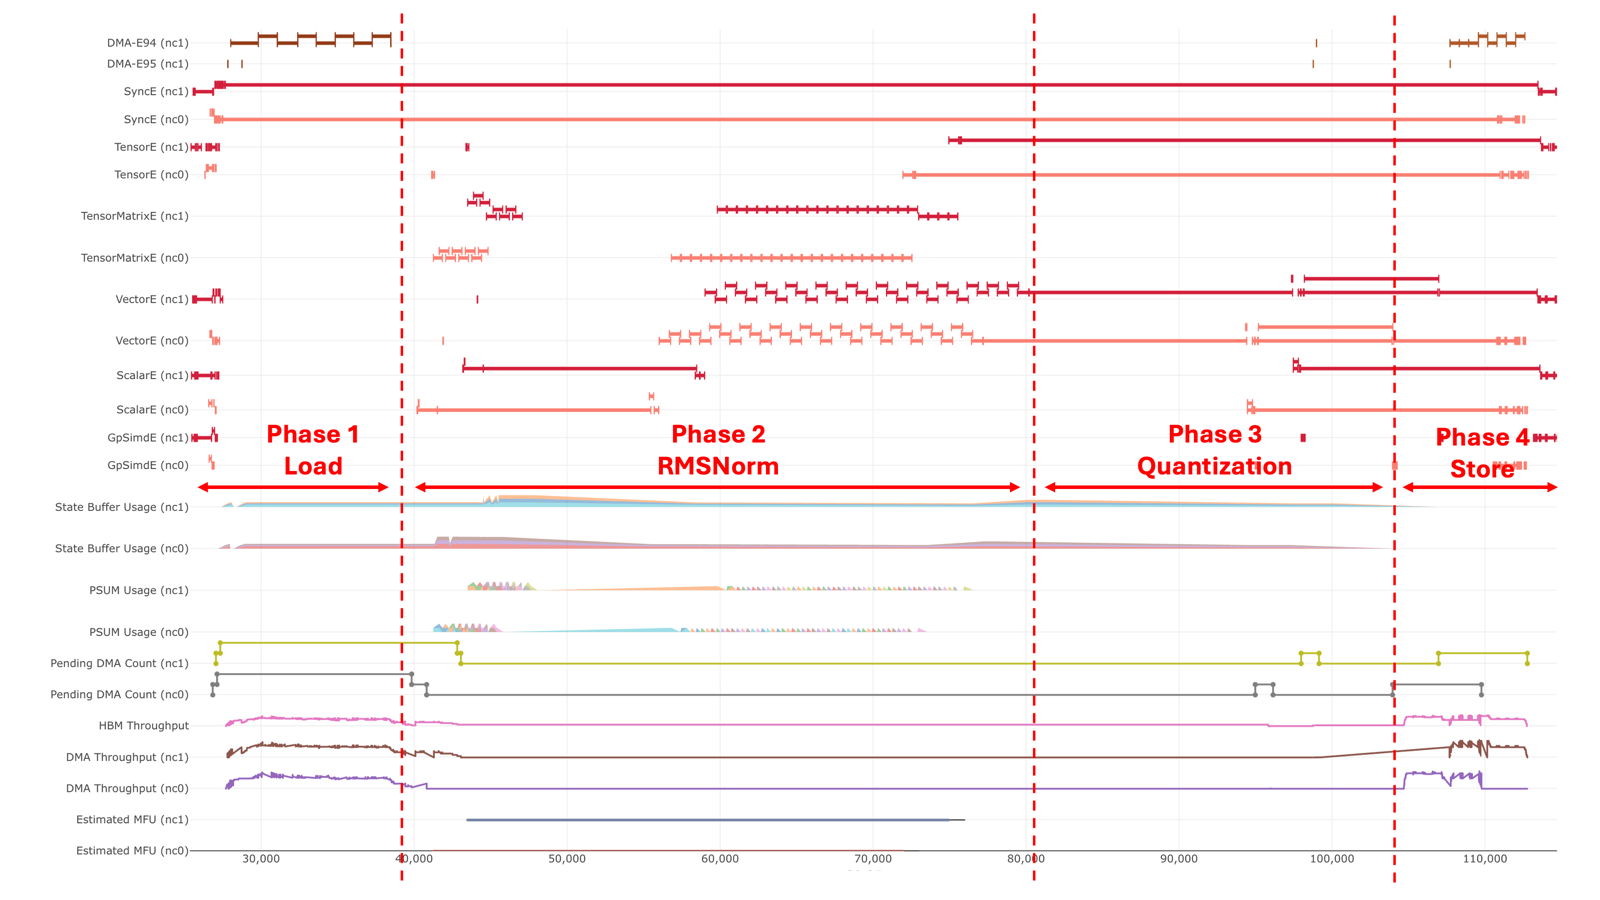 DMA-E94 (nc1)
DMA-E95 (nc1)
SyncE (nc1)
SyncE (nc0)
TensorE (nc1)
TensorE (nc0)
TensorMatrixE (nc1)
TensorMatrixE (nc0)
VectorE (nc1)
VectorE (nc0)
ScalarE (nc1)
ScalarE (nc0)
GpSimdE (nc1)
GpSimdE (nc0)
Phase 1
Load
Phase 2
RMSNorm
Phase 3
Quantization
Phase 4
Store
State Buffer Usage (nc1)
State Buffer Usage (nc0)
PSUM Usage (nc1)
PSUM Usage (nc0)
Pending DMA Count (nc1)
Pending DMA Count (nc0)
HBM Throughput
DMA Throughput (nc1)
DMA Throughput (nc0)
Estimated MFU (nc1)
Estimated MFU (nc0)
30,000 40,000 50,000 60,000 70,000 80,000 90,000 100,000 110,000